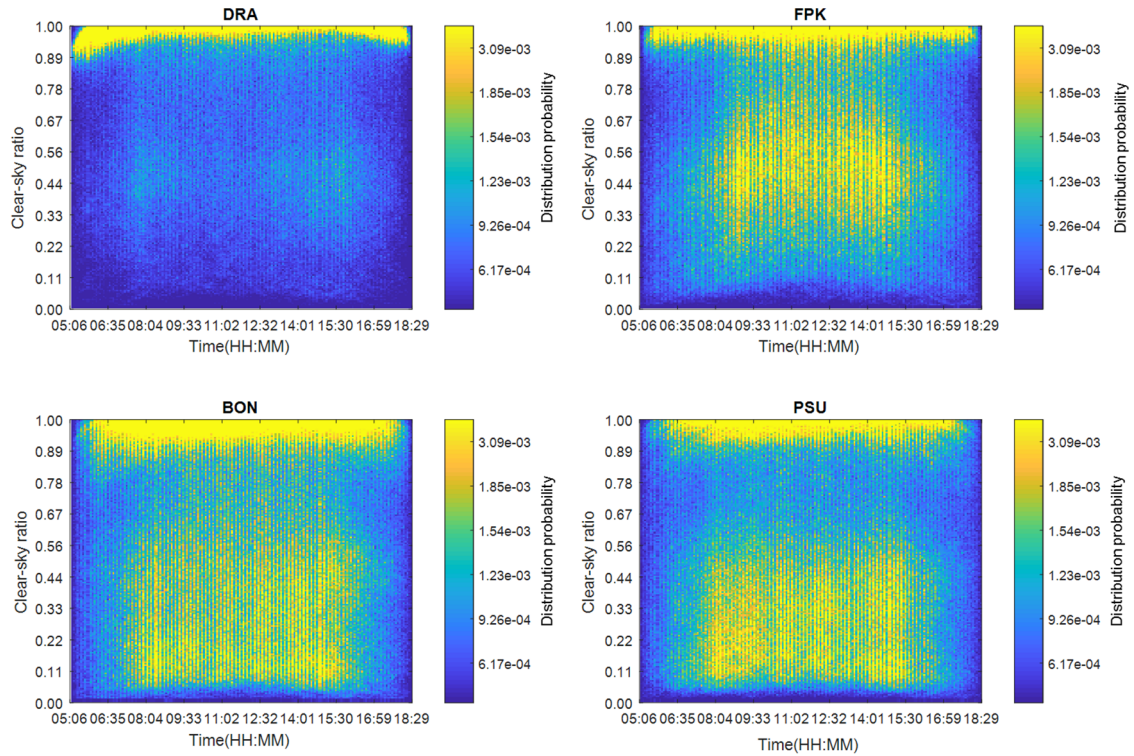 DRA
1.00
0.89
0.78
0.67
0.56
0.44
0.33
0.22
0.11
0.00
Clear-sky ratio
05:06 06:35 08:04 09:33 11:02 12:32 14:01 15:30 16:59 18:29
Time(HH:MM)
3.09e-03
1.85e-03
1.54e-03
1.23e-03
9.26e-04
6.17e-04
Distribution probability
FPK
1.00
0.89
0.78
0.67
0.56
0.44
0.33
0.22
0.11
0.00
Clear-sky ratio
05:06 06:35 08:04 09:33 11:02 12:32 14:01 15:30 16:59 18:29
Time(HH:MM)
3.09e-03
1.85e-03
1.54e-03
1.23e-03
9.26e-04
6.17e-04
Distribution probability
BON
1.00
0.89
0.78
0.67
0.56
0.44
0.33
0.22
0.11
0.00
Clear-sky ratio
05:06 06:35 08:04 09:33 11:02 12:32 14:01 15:30 16:59 18:29
Time(HH:MM)
3.09e-03
1.85e-03
1.54e-03
1.23e-03
9.26e-04
6.17e-04
Distribution probability
PSU
1.00
0.89
0.78
0.67
0.56
0.44
0.33
0.22
0.11
0.00
Clear-sky ratio
05:06 06:35 08:04 09:33 11:02 12:32 14:01 15:30 16:59 18:29
Time(HH:MM)
3.09e-03
1.85e-03
1.54e-03
1.23e-03
9.26e-04
6.17e-04
Distribution probability